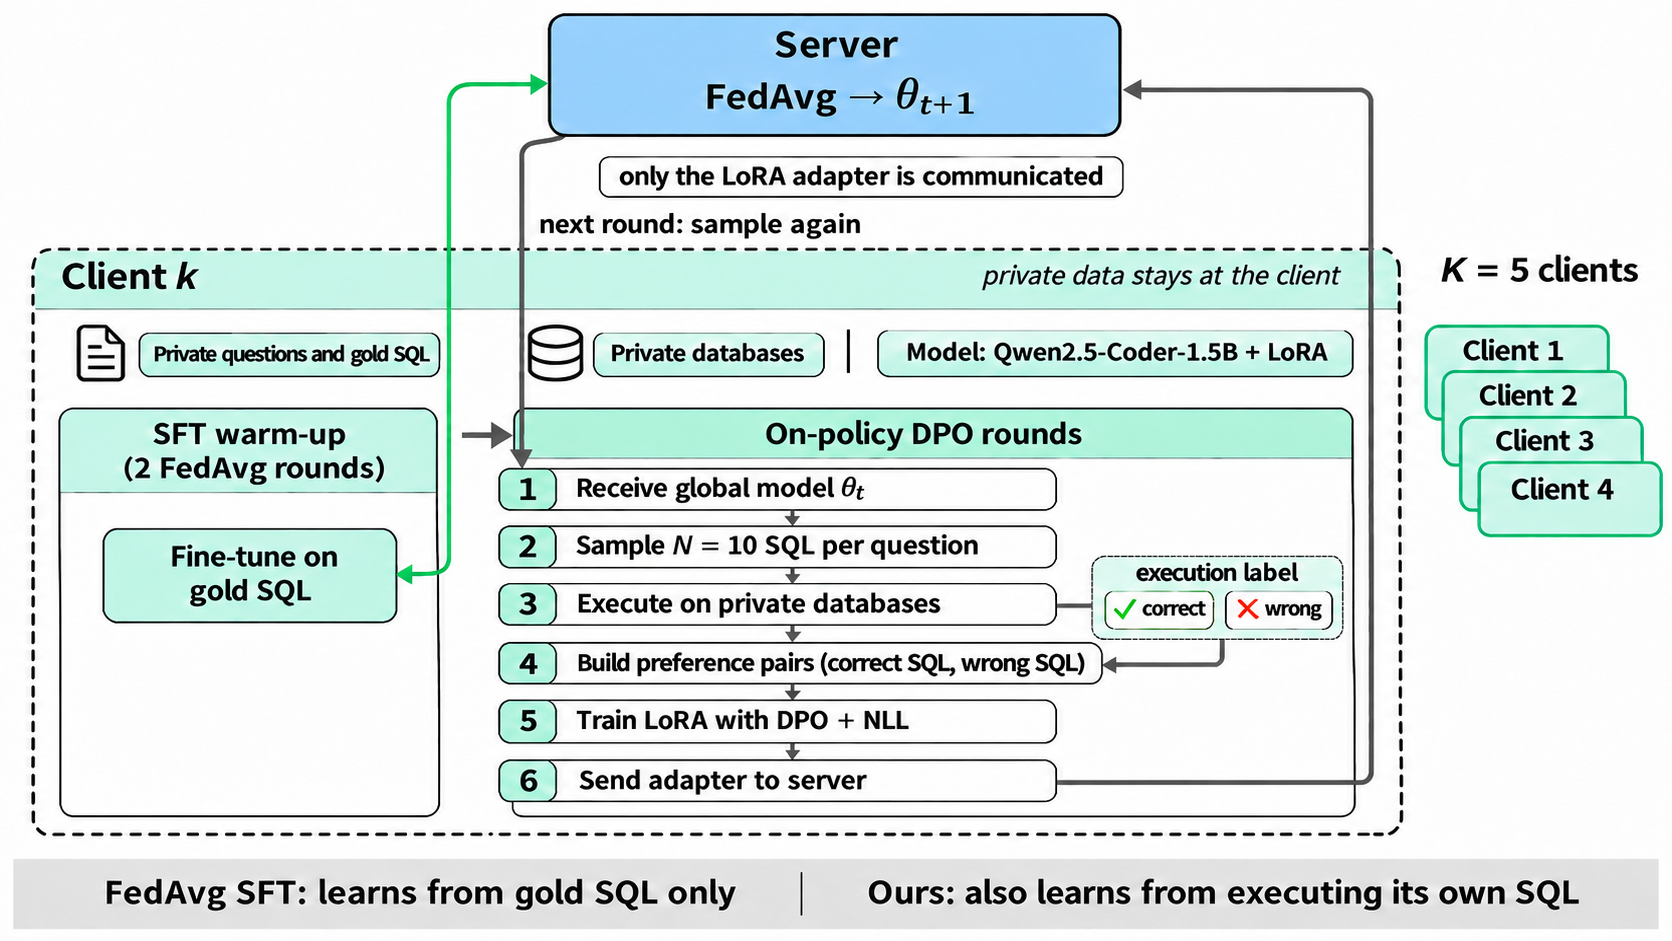 Server
FedAvg → θt+1
only the LoRA adapter is communicated
next round: sample again
Client k
private data stays at the client
K = 5 clients
Private questions and gold SQL
Private databases
Model: Qwen2.5-Coder-1.5B + LoRA
Client 1
Client 2
Client 3
Client 4
SFT warm-up
(2 FedAvg rounds)
Fine-tune on
gold SQL
On-policy DPO rounds
1 Receive global model θt
2 Sample N = 10 SQL per question
3 Execute on private databases
execution label
✓ correct ✗ wrong
4 Build preference pairs (correct SQL, wrong SQL)
5 Train LoRA with DPO + NLL
6 Send adapter to server
FedAvg SFT: learns from gold SQL only
Ours: also learns from executing its own SQL